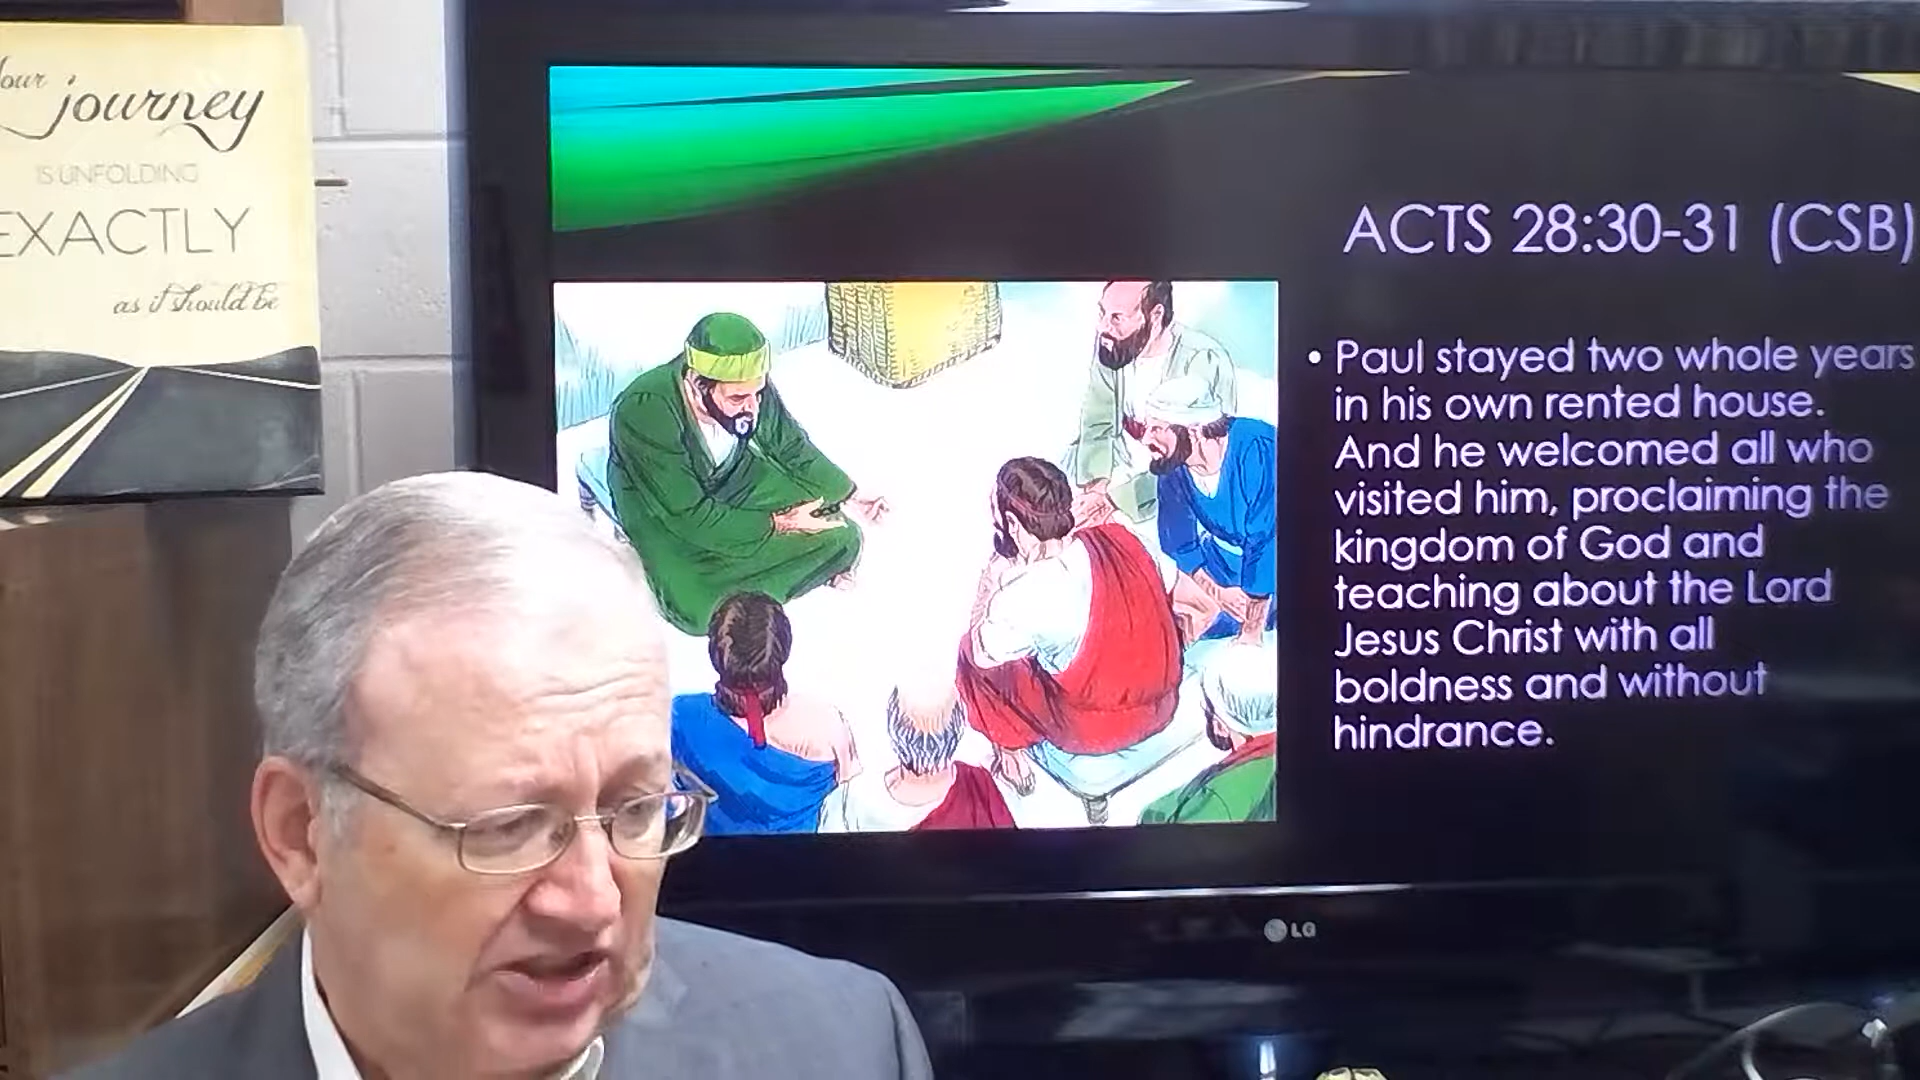 our
journey
IS UNFOLDING
EXACTLY
as it should be
ACTS 28:30-31 (CSB)
• Paul stayed two whole years
in his own rented house.
And he welcomed all who
visited him, proclaiming the
kingdom of God and
teaching about the Lord
Jesus Christ with all
boldness and without
hindrance.
LG